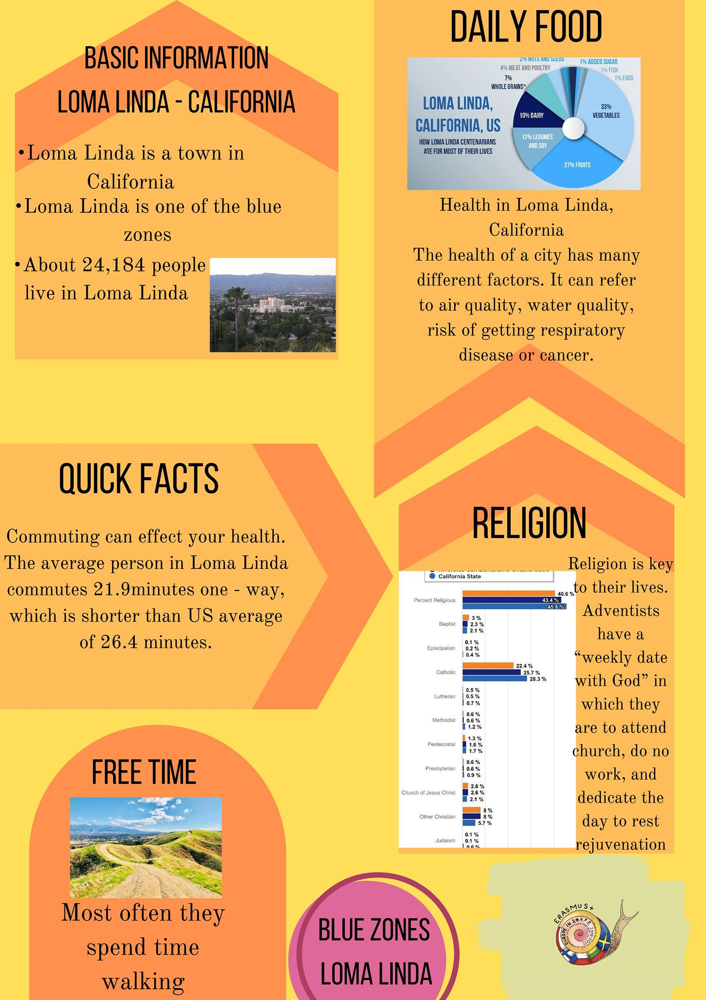 BASIC INFORMATION
LOMA LINDA - CALIFORNIA
•Loma Linda is a town in
California
•Loma Linda is one of the blue
zones
•About 24,184 people
live in Loma Linda
DAILY FOOD
2% NUTS AND SEEDS
1% ADDED SUGAR
4% MEAT AND POULTRY
1% FISH
7%
WHOLE GRAINS*
1% EGGS
LOMA LINDA,
CALIFORNIA, US
HOW LOMA LINDA CENTENARIANS
ATE FOR MOST OF THEIR LIVES
33%
VEGETABLES
10% DAIRY
12% LEGUMES
AND SOY
27% FRUITS
Health in Loma Linda,
California
The health of a city has many
different factors. It can refer
to air quality, water quality,
risk of getting respiratory
disease or cancer.
QUICK FACTS
Commuting can effect your health.
The average person in Loma Linda
commutes 21.9minutes one - way,
which is shorter than US average
of 26.4 minutes.
RELIGION
California State
Percent Religious
40.6 %
43.4 %
45.8 %
Baptist
3 %
2.3 %
2.1 %
Episcipalian
0.1 %
0.2 %
0.4 %
Catholic
22.4 %
25.7 %
28.3 %
Lutheran
0.5 %
0.5 %
0.7 %
Methodist
0.6 %
0.6 %
1.2 %
Pentecostal
1.3 %
1.6 %
1.7 %
Presbyterian
0.6 %
0.6 %
0.9 %
Church of Jesus Christ
2.6 %
2.6 %
2.1 %
Other Christian
8 %
8 %
5.7 %
Judaism
0.1 %
0.1 %
0.6 %
Religion is key
to their lives.
Adventists
have a
“weekly date
with God” in
which they
are to attend
church, do no
work, and
dedicate the
day to rest
rejuvenation
FREE TIME
Most often they
spend time
walking
BLUE ZONES
LOMA LINDA
ERASMUS+
EUROPE IN S.H.A.P.E. 2019-2021